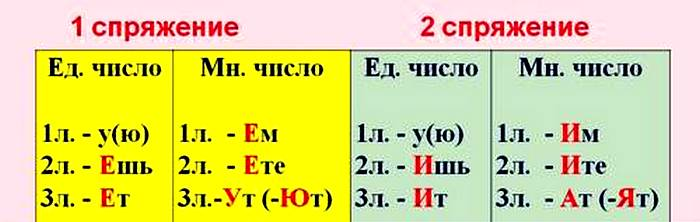 1 спряжение 2 спряжение
Ед. число Мн. число Ед. число Мн. число
1л. - у(ю) 1л. - Ем 1л. - у(ю) 1л. - Им
2л. - Ешь 2л. - Ете 2л. - Ишь 2л. - Ите
3л. - Ет 3л.-Ут (-Ют) 3л. - Ит 3л. - Ат (-Ят)